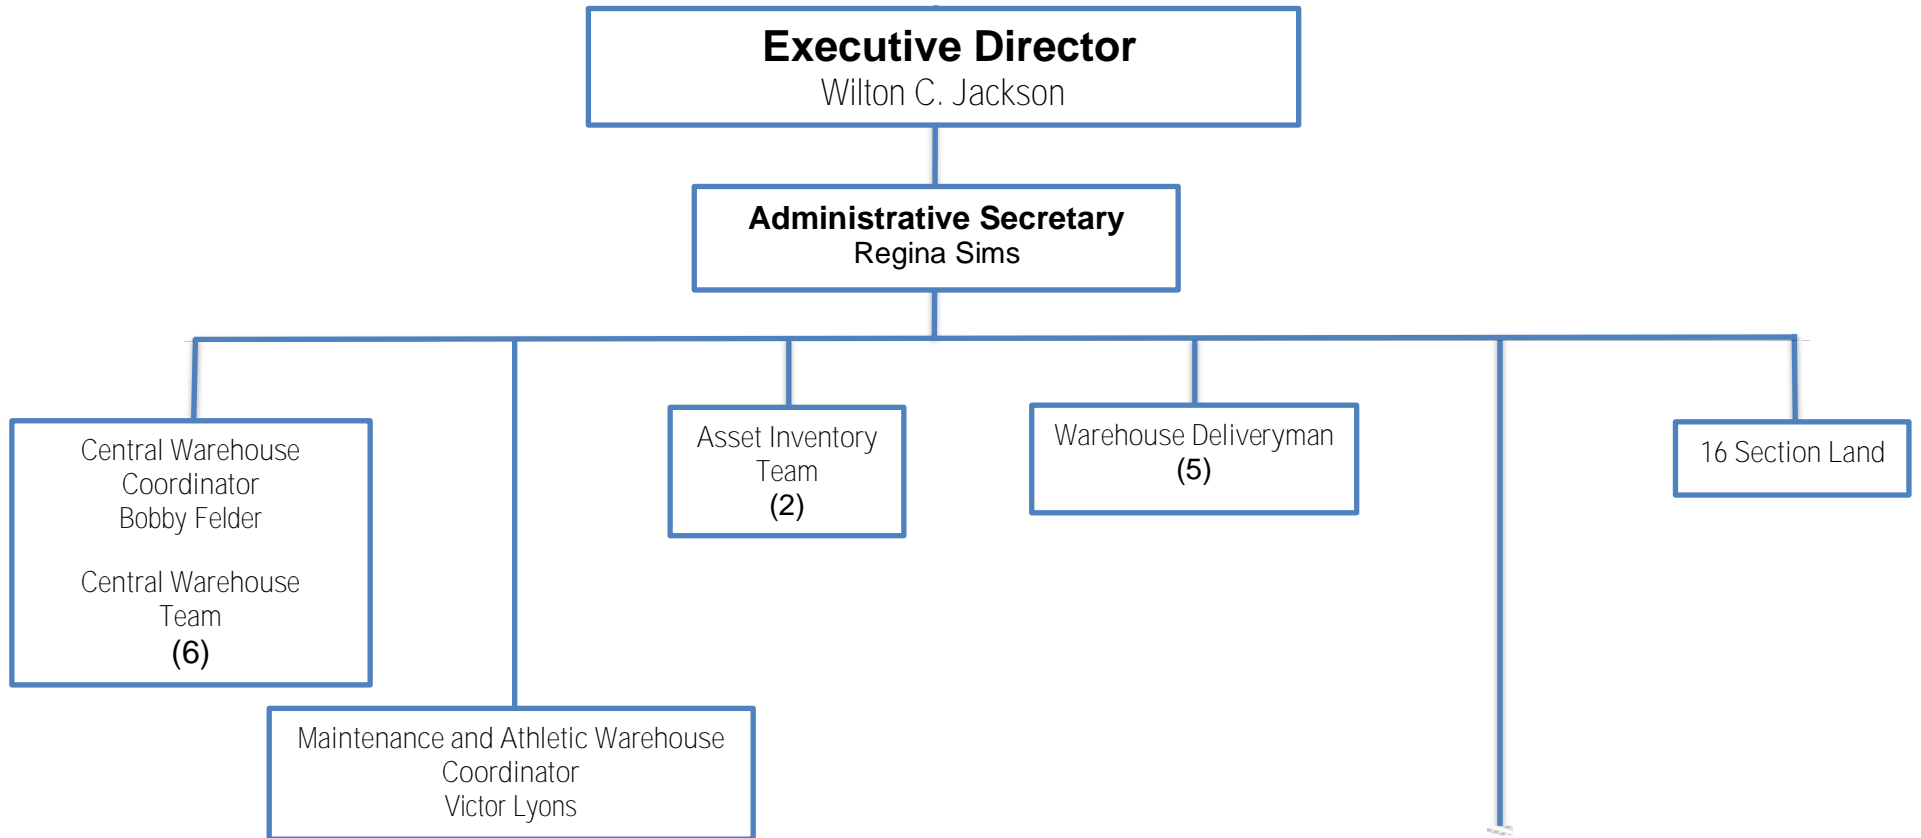 Executive Director
Wilton C. Jackson
Administrative Secretary
Regina Sims
Central Warehouse
Coordinator
Bobby Felder
Central Warehouse
Team
(6)
Maintenance and Athletic Warehouse
Coordinator
Victor Lyons
Asset Inventory
Team
(2)
Warehouse Deliveryman
(5)
16 Section Land